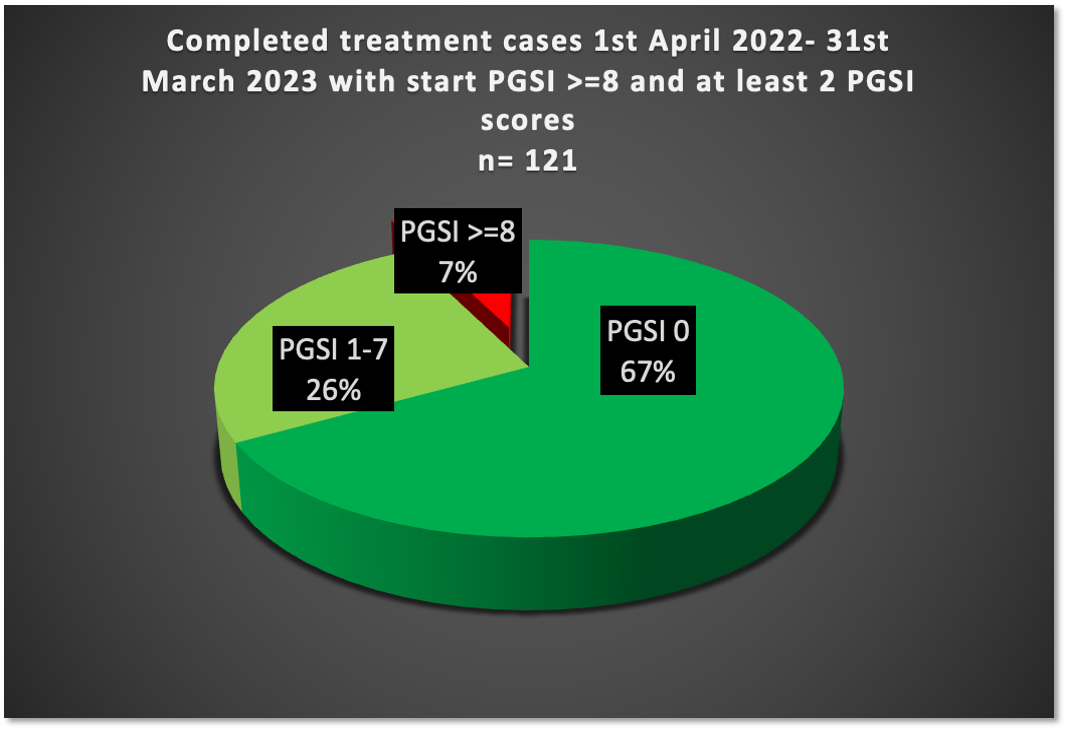 Completed treatment cases 1st April 2022- 31st
March 2023 with start PGSI >=8 and at least 2 PGSI
scores
n= 121
PGSI >=8
7%
PGSI 0
67%
PGSI 1-7
26%